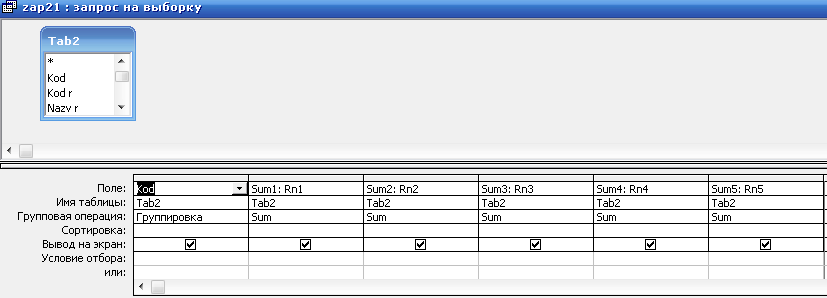 zap21 : запрос на выборку
Tab2
*
Kod
Kod r
Nazv r
Поле: Kod Sum1: Rn1 Sum2: Rn2 Sum3: Rn3 Sum4: Rn4 Sum5: Rn5
Имя таблицы: Tab2 Tab2 Tab2 Tab2 Tab2 Tab2
Групповая операция: Группировка Sum Sum Sum Sum Sum
Сортировка:
Вывод на экран:
Условие отбора:
или: